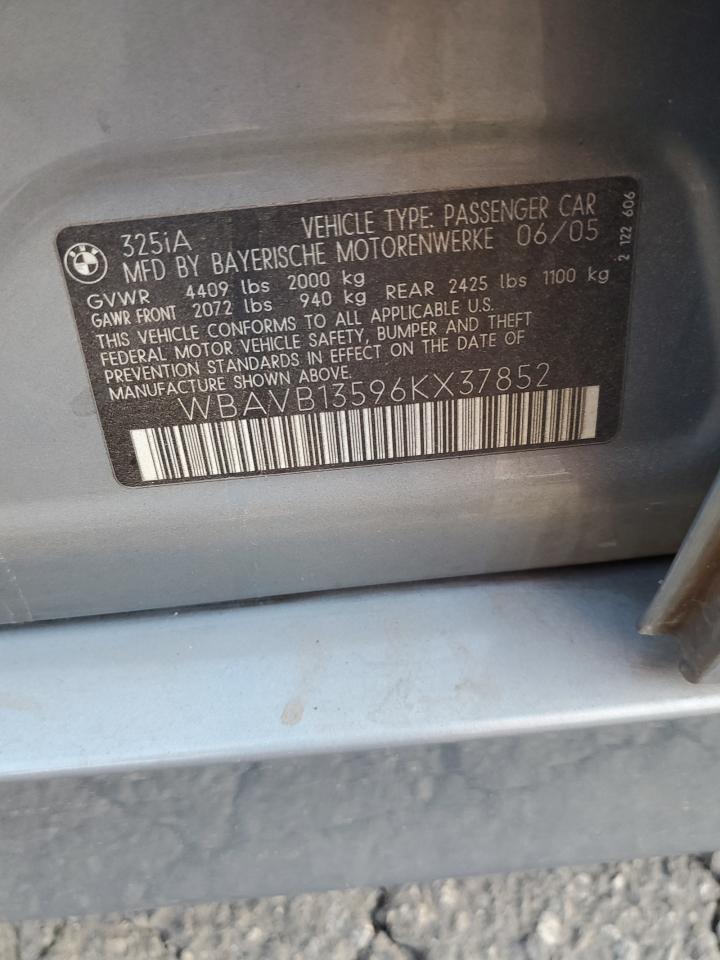 325iA VEHICLE TYPE: PASSENGER CAR
MFD BY BAYERISCHE MOTORENWERKE 06/05
GVWR 4409 lbs 2000 kg
GAWR FRONT 2072 lbs 940 kg REAR 2425 lbs 1100 kg
THIS VEHICLE CONFORMS TO ALL APPLICABLE U.S.
FEDERAL MOTOR VEHICLE SAFETY, BUMPER AND THEFT
PREVENTION STANDARDS IN EFFECT ON THE DATE OF
MANUFACTURE SHOWN ABOVE.
WBAVB13596KX37852
2 122 606
BMW